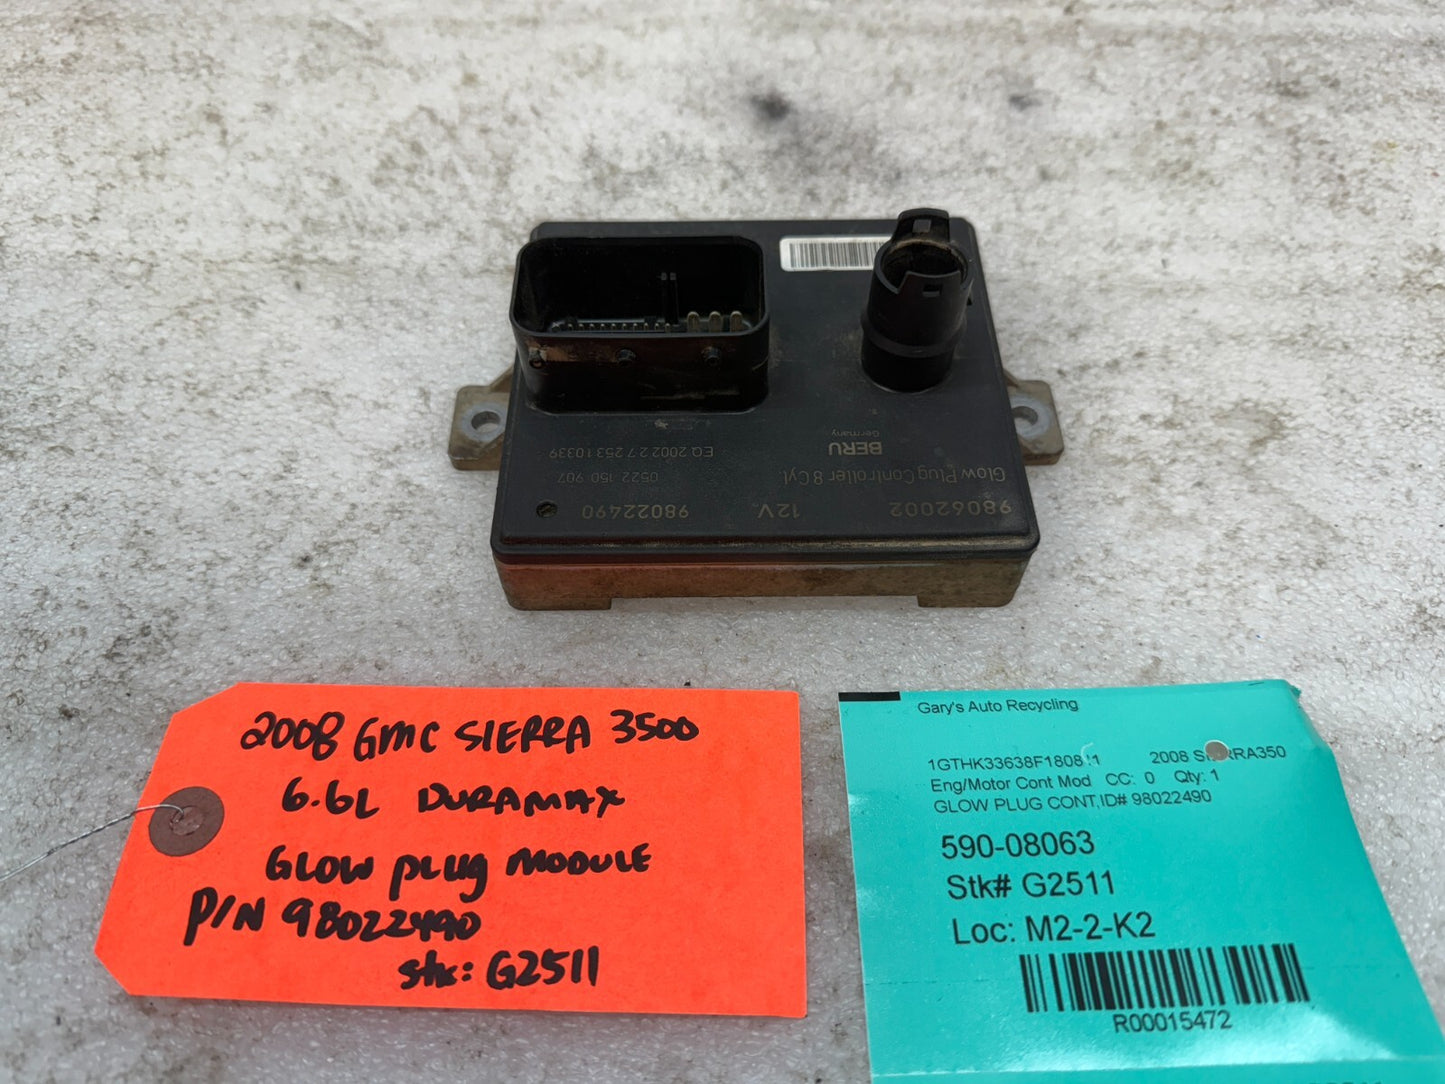 98062002 12V. 98022490
Glow Plug Controller 8 Cyl. 0522 150 907
BERU EQ 2002 27 253 10339
Germany
2008 GMC SIERRA 3500
6.6L DURAMAX
GLOW PLUG MODULE
P/N 98022490
Stk: G2511
Gary's Auto Recycling
2008
Eng/Motor Cont Mod CC: 0 Qty: 1
GLOW PLUG CONT,ID# 98022490
590-08063
Stk# G2511
Loc: M2-2-K2
R00015472